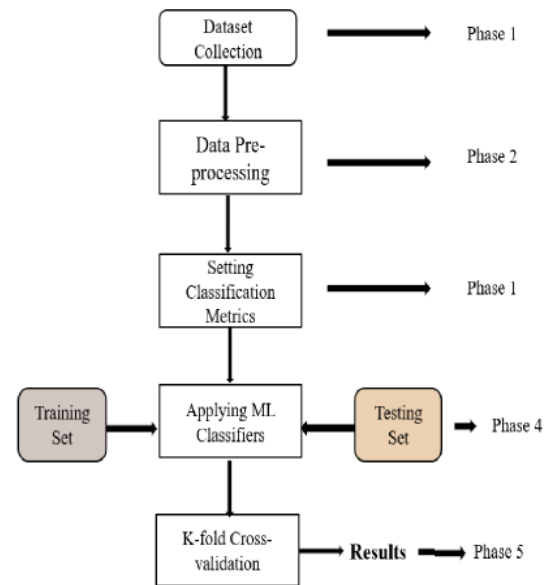 Dataset
Collection
Phase 1
Data Pre-
processing
Phase 2
Setting
Classification
Metrics
Phase 1
Training
Set
Applying ML
Classifiers
Testing
Set
Phase 4
K-fold Cross-
validation
Results
Phase 5